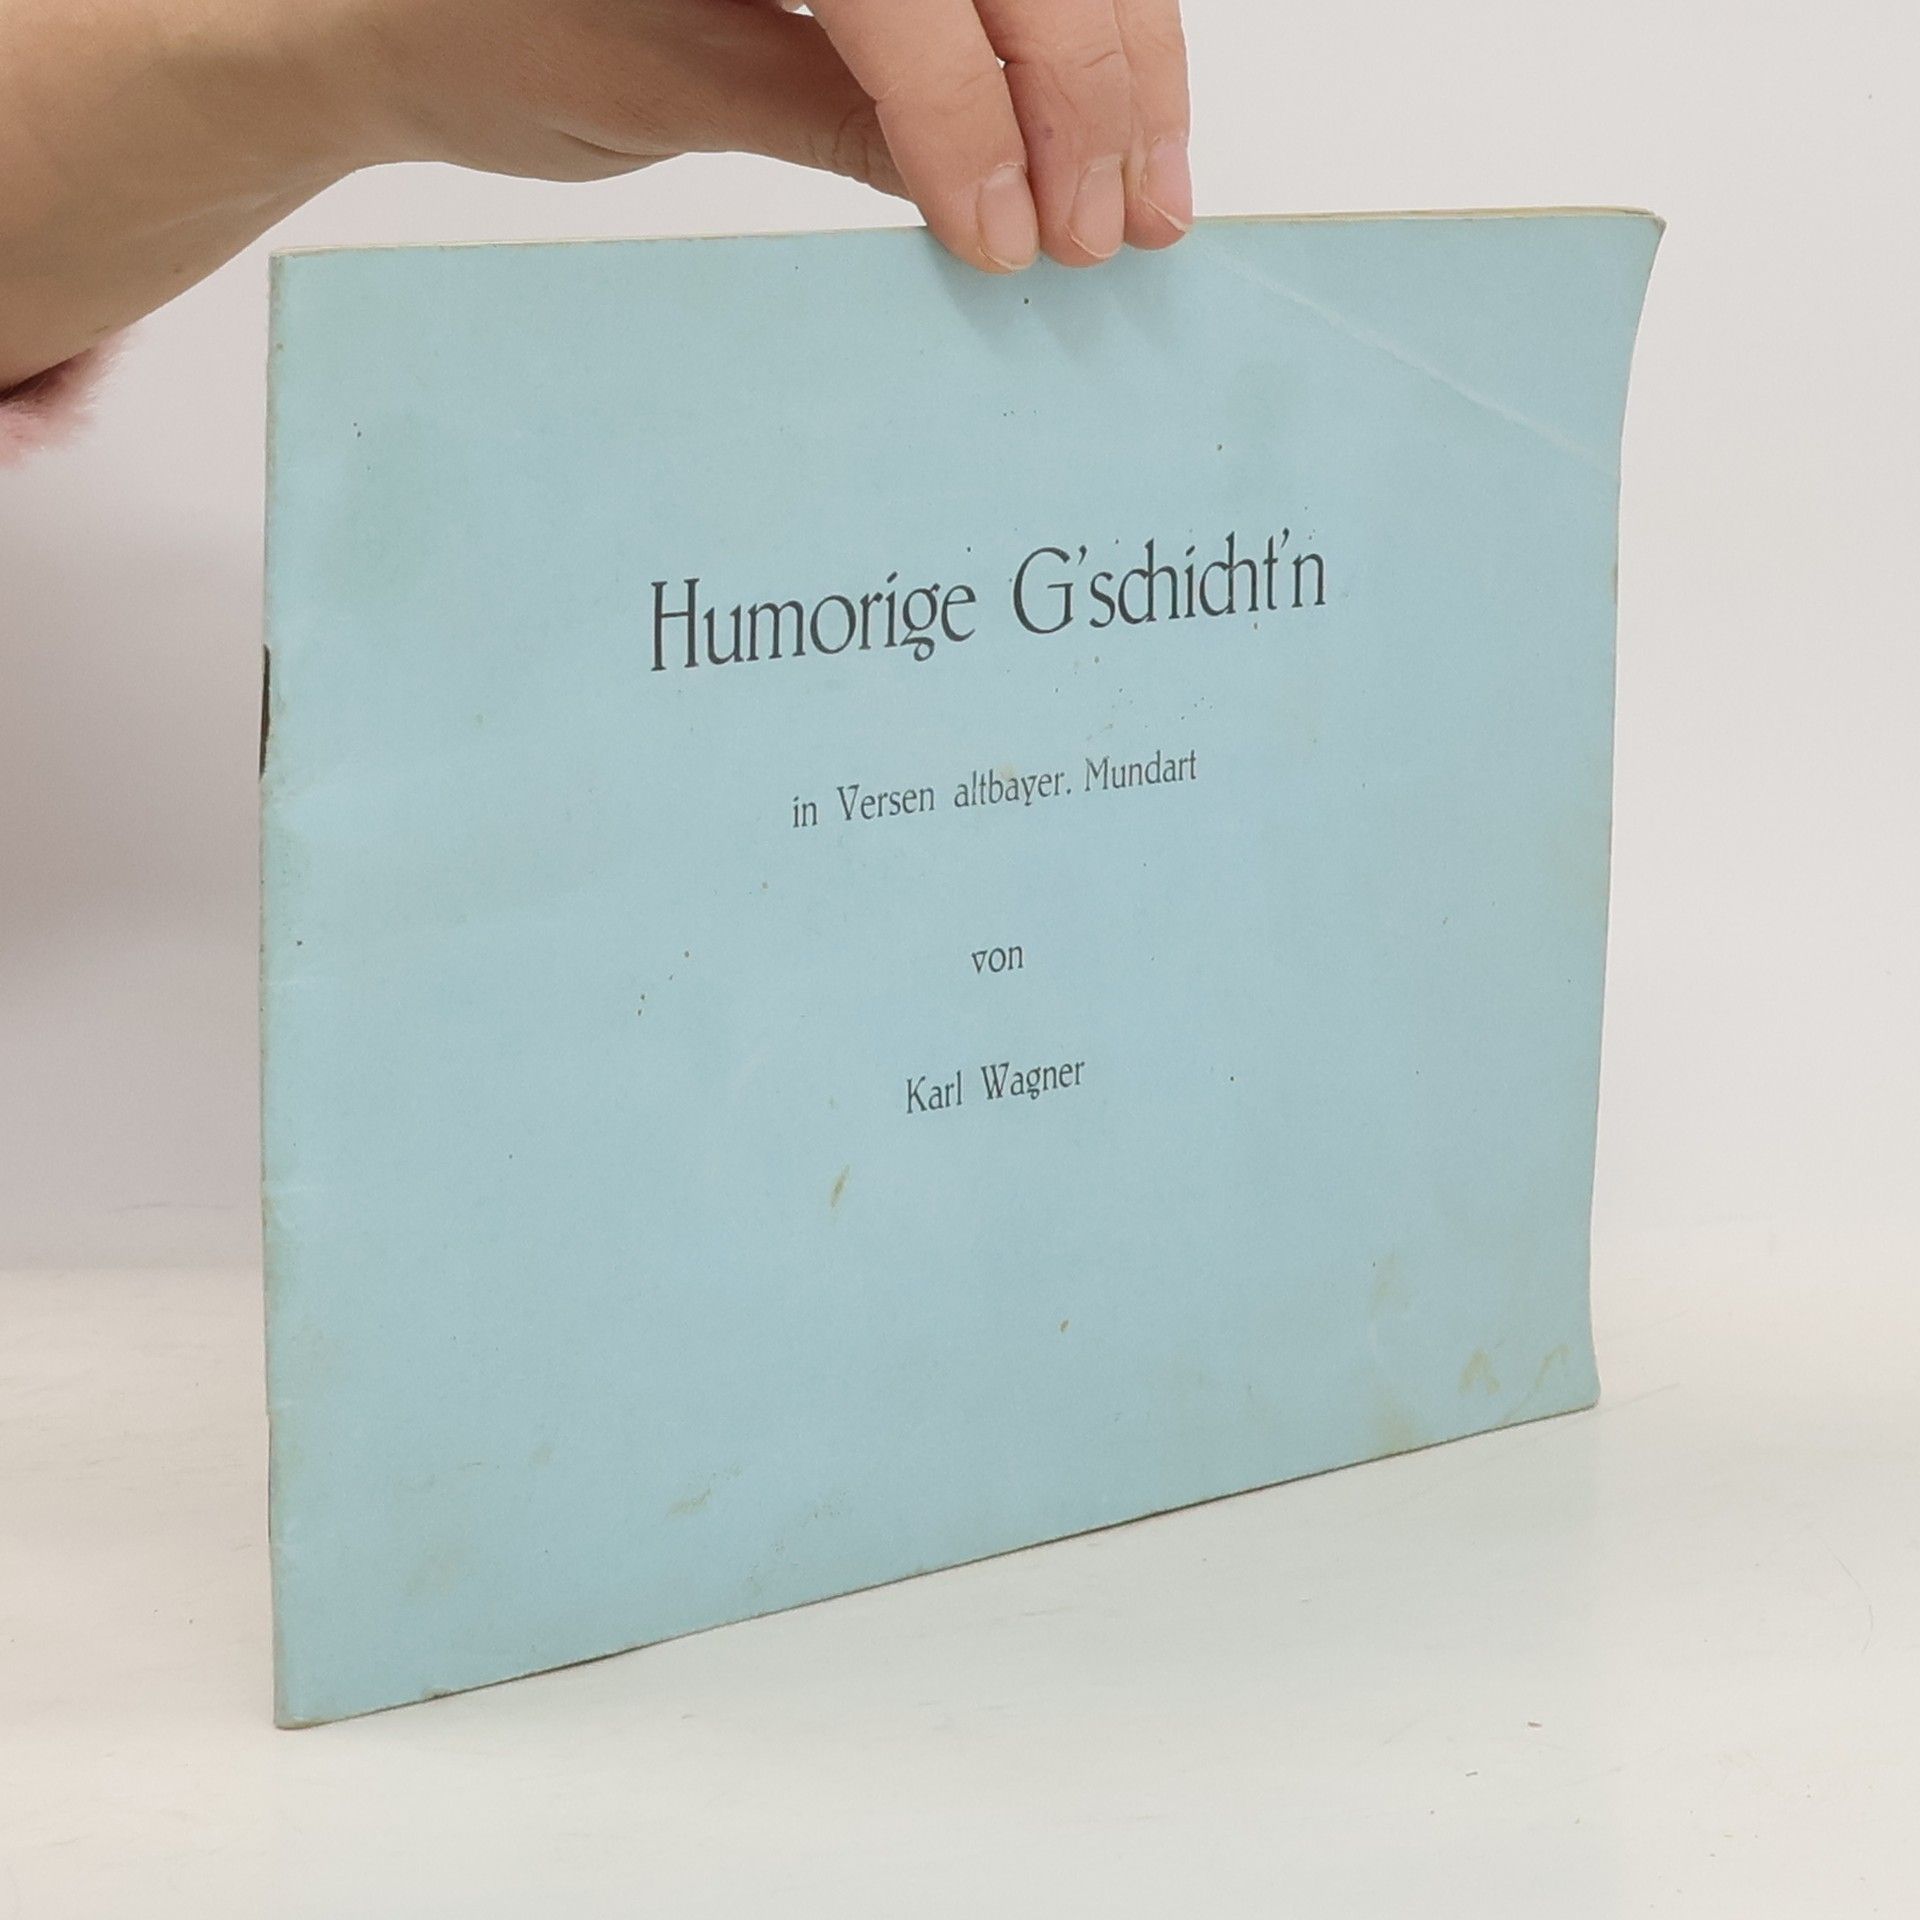 Humorige G'schicht'n
in Versen altbayer. Mundart
von
Karl Wagner